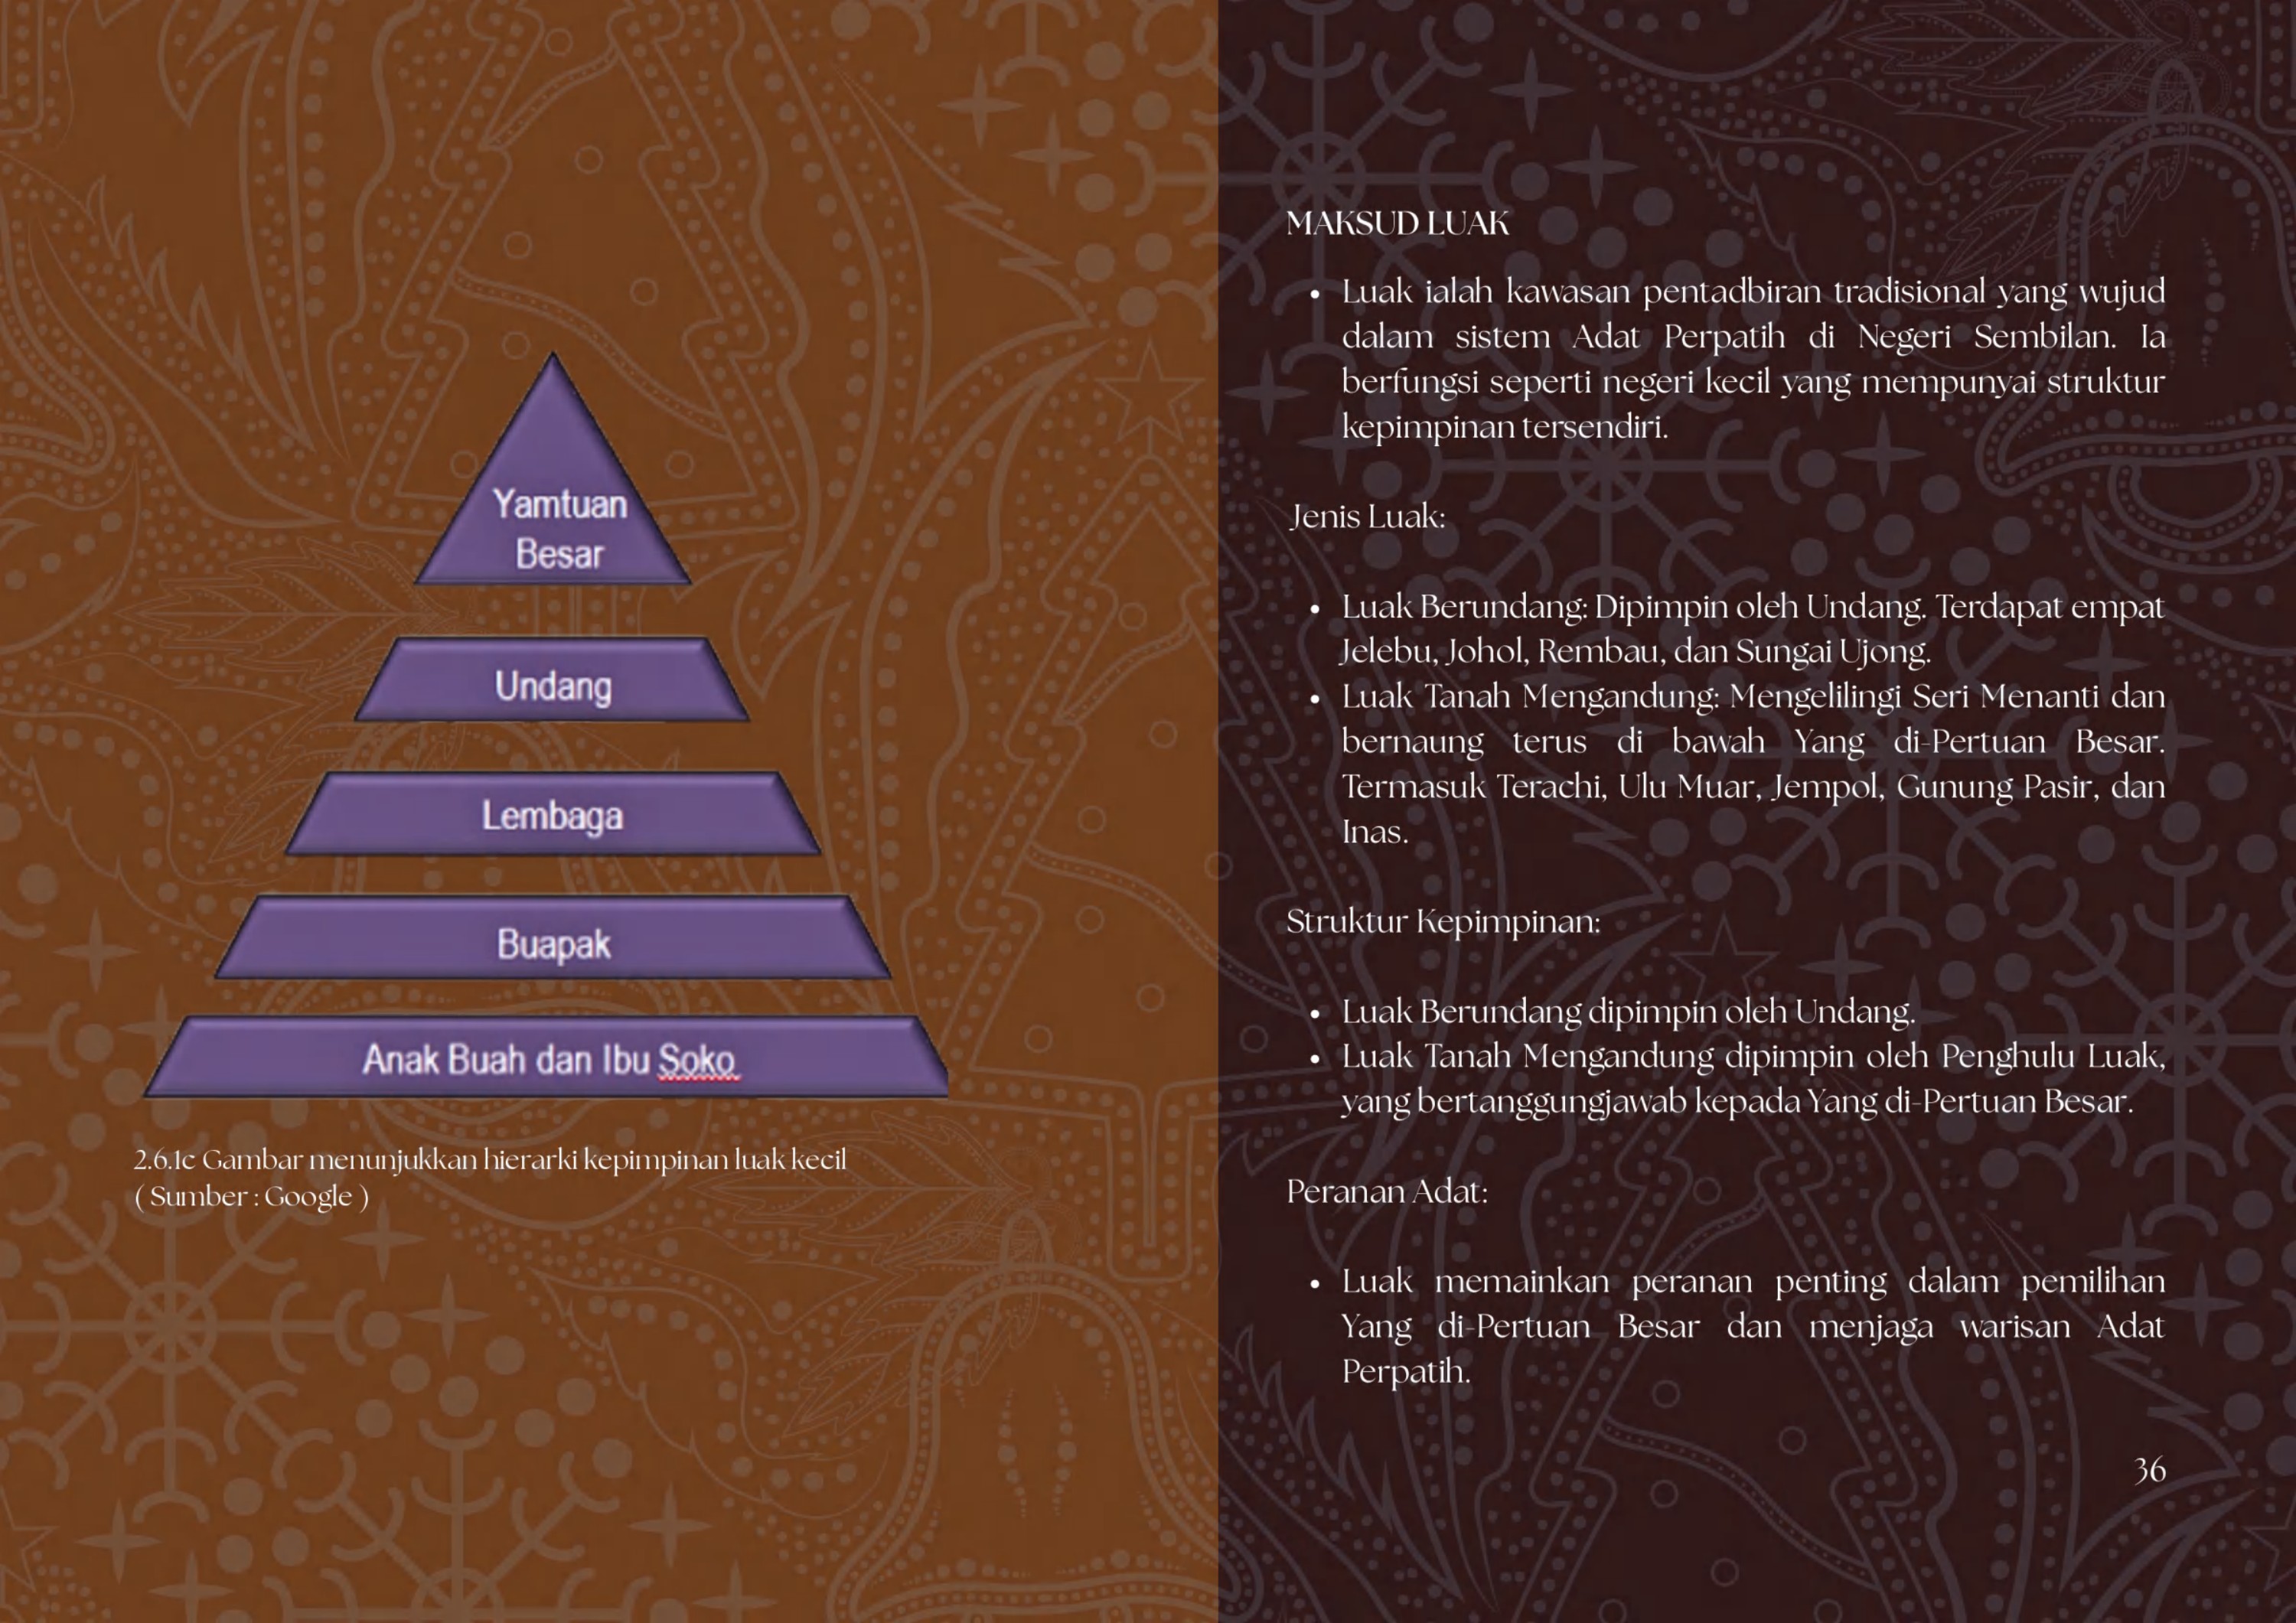 Yamtuan
Besar
Undang
Lembaga
Buapak
Anak Buah dan Ibu Soko
2.6.1c Gambar menunjukkan hierarki kepimpinan luak kecil
( Sumber : Google )
MAKSUD LUAK
• Luak ialah kawasan pentadbiran tradisional yang wujud
dalam sistem Adat Perpatih di Negeri Sembilan. Ia
berfungsi seperti negeri kecil yang mempunyai struktur
kepimpinan tersendiri.
Jenis Luak:
• Luak Berundang: Dipimpin oleh Undang. Terdapat empat
Jelebu, Johol, Rembau, dan Sungai Ujong.
• Luak Tanah Mengandung: Mengelilingi Seri Menanti dan
bernaung terus di bawah Yang di-Pertuan Besar.
Termasuk Terachi, Ulu Muar, Jempol, Gunung Pasir, dan
Inas.
Struktur Kepimpinan:
• Luak Berundang dipimpin oleh Undang.
• Luak Tanah Mengandung dipimpin oleh Penghulu Luak,
yang bertanggungjawab kepada Yang di-Pertuan Besar.
Peranan Adat:
• Luak memainkan peranan penting dalam pemilihan
Yang di-Pertuan Besar dan menjaga warisan Adat
Perpatih.
36